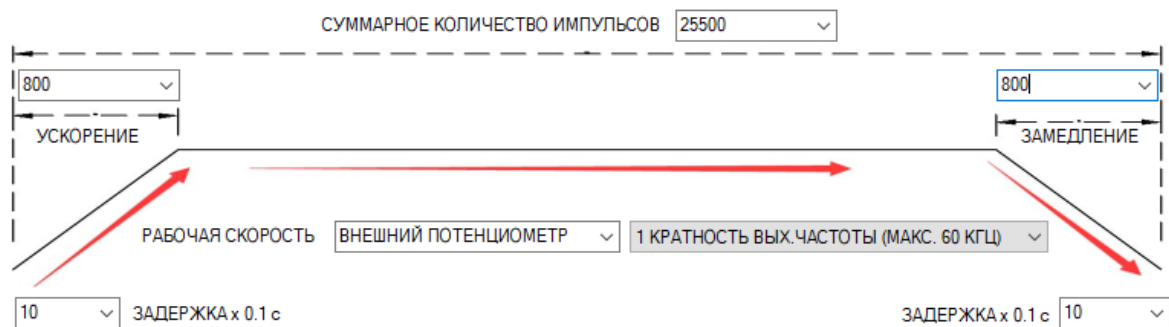 СУММАРНОЕ КОЛИЧЕСТВО ИМПУЛЬСОВ 25500
800 800
УСКОРЕНИЕ ЗАМЕДЛЕНИЕ
РАБОЧАЯ СКОРОСТЬ ВНЕШНИЙ ПОТЕНЦИОМЕТР 1 КРАТНОСТЬ ВЫХ.ЧАСТОТЫ (МАКС. 60 КГЦ)
10 ЗАДЕРЖКА x 0.1 с ЗАДЕРЖКА x 0.1 с 10